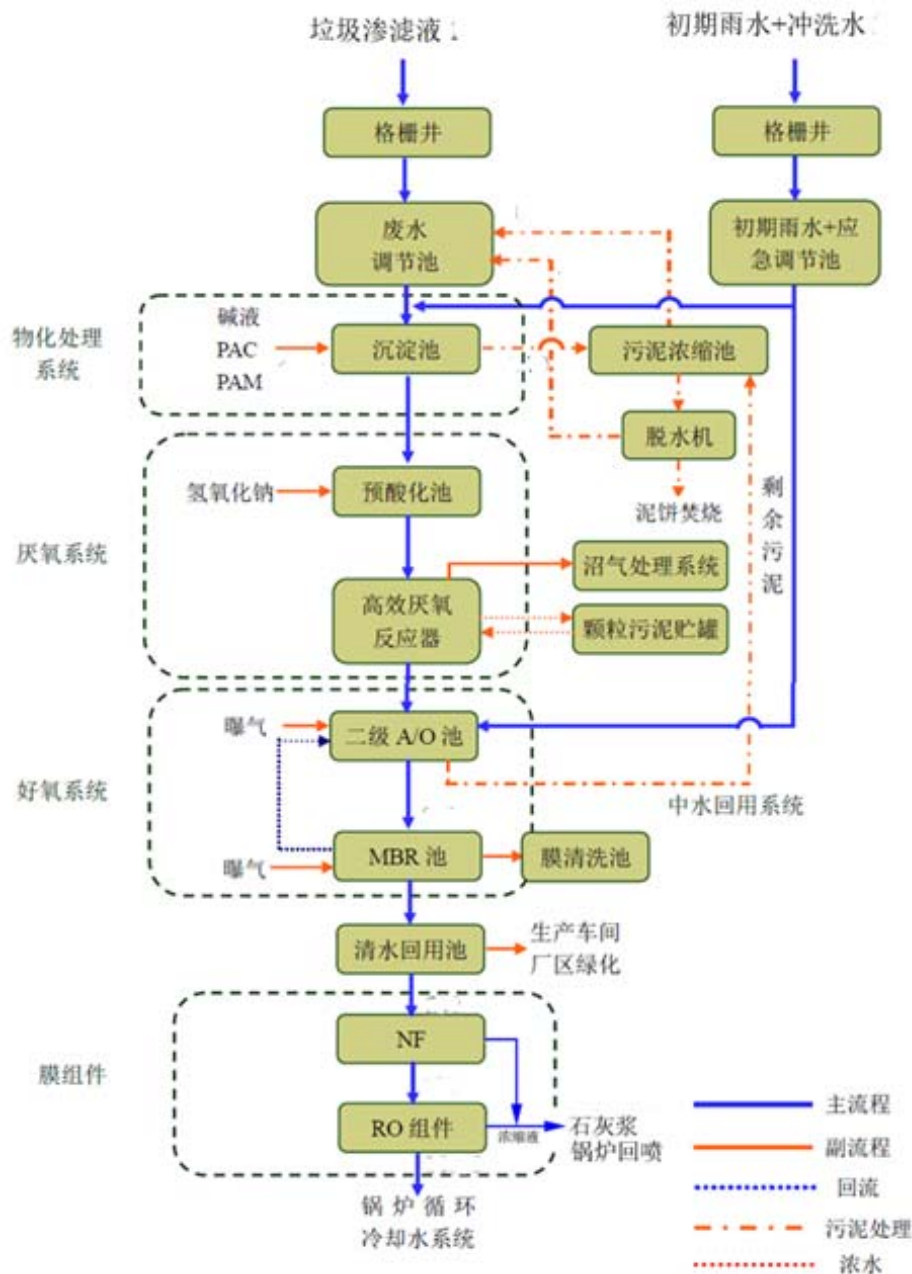 垃圾渗滤液
初期雨水+冲洗水
格栅井
格栅井
废水
调节池
初期雨水+应
急调节池
物化处理
系统
碱液
PAC
PAM
沉淀池
污泥浓缩池
脱水机
泥饼焚烧
剩余污泥
厌氧系统
氢氧化钠
预酸化池
高效厌氧
反应器
沼气处理系统
颗粒污泥贮罐
好氧系统
曝气
二级 A/O 池
中水回用系统
曝气
MBR 池
膜清洗池
清水回用池
生产车间
厂区绿化
膜组件
NF
RO 组件
浓缩液
石灰浆
锅炉回喷
锅炉循环
冷却水系统
主流程
副流程
回流
污泥处理
浓水